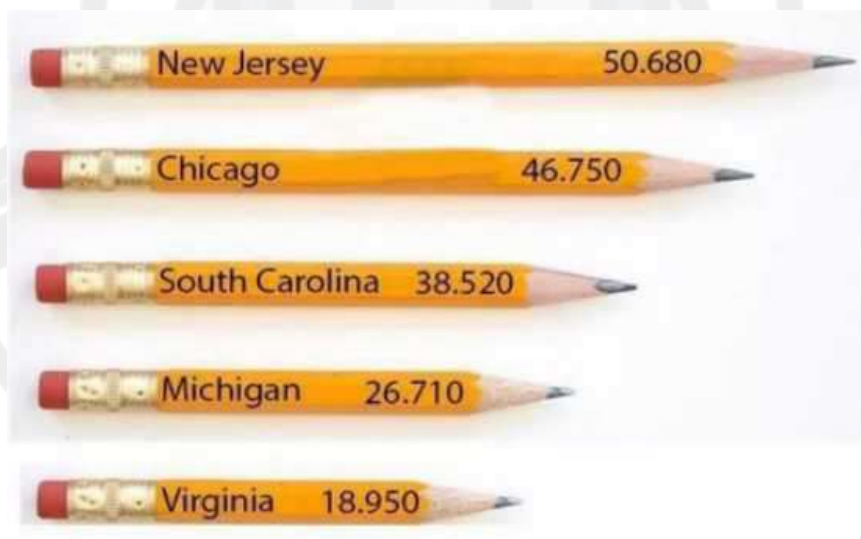 New Jersey 50.680
Chicago 46.750
South Carolina 38.520
Michigan 26.710
Virginia 18.950